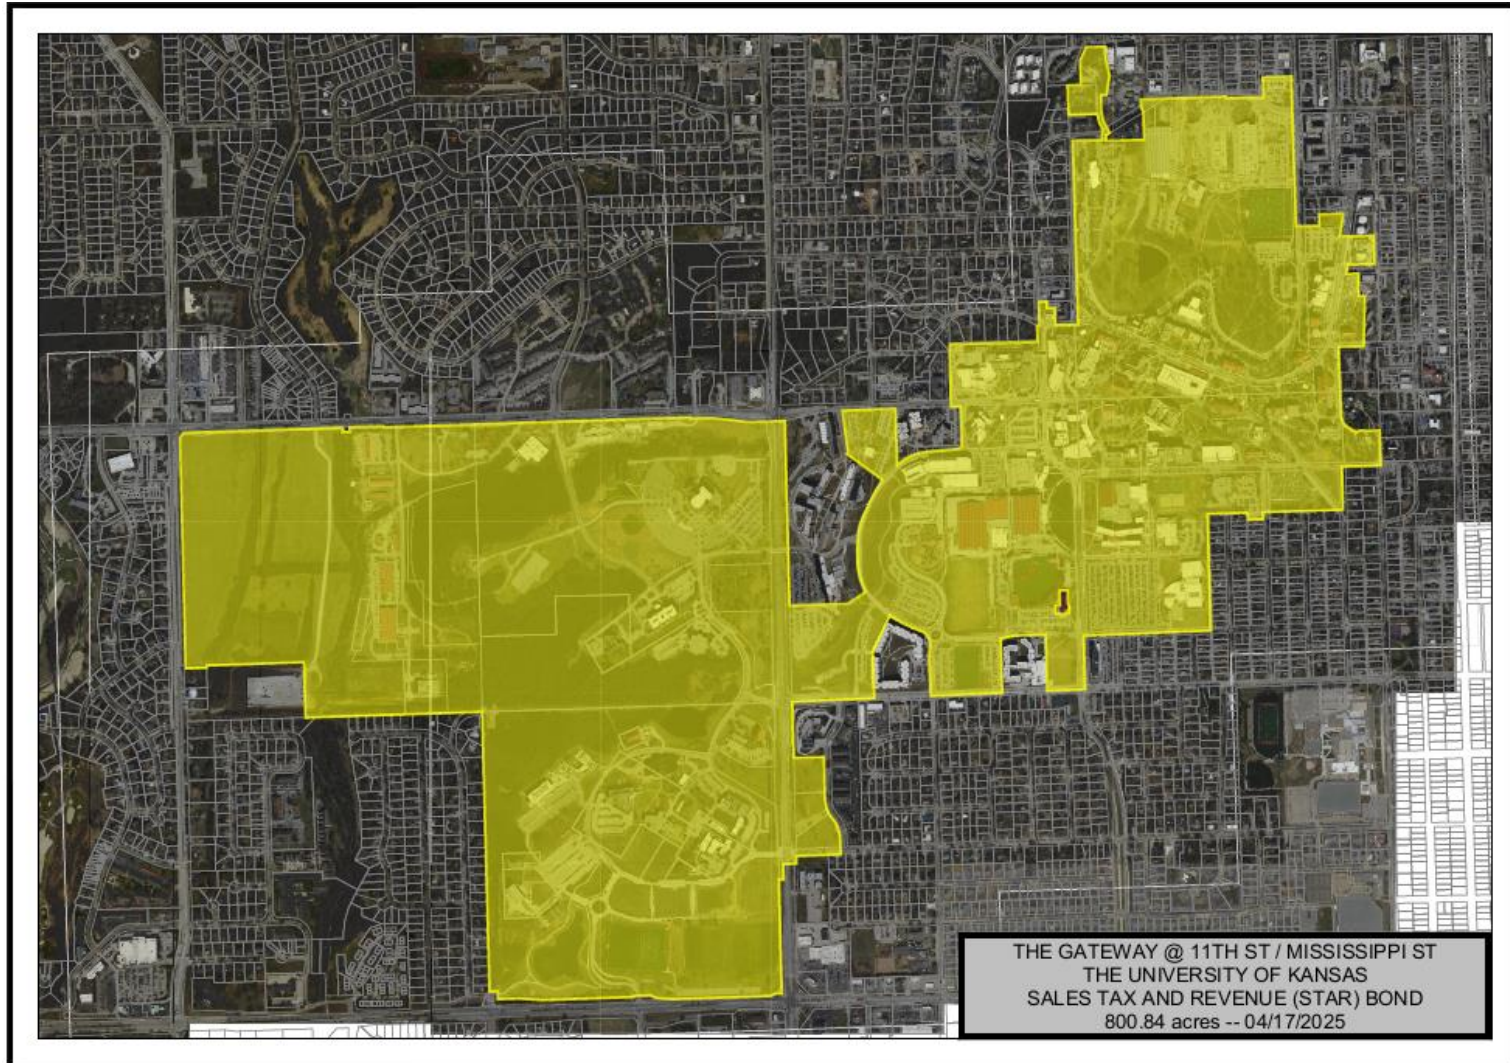 THE GATEWAY @ 11TH ST / MISSISSIPPI ST
THE UNIVERSITY OF KANSAS
SALES TAX AND REVENUE (STAR) BOND
800.84 acres -- 04/17/2025